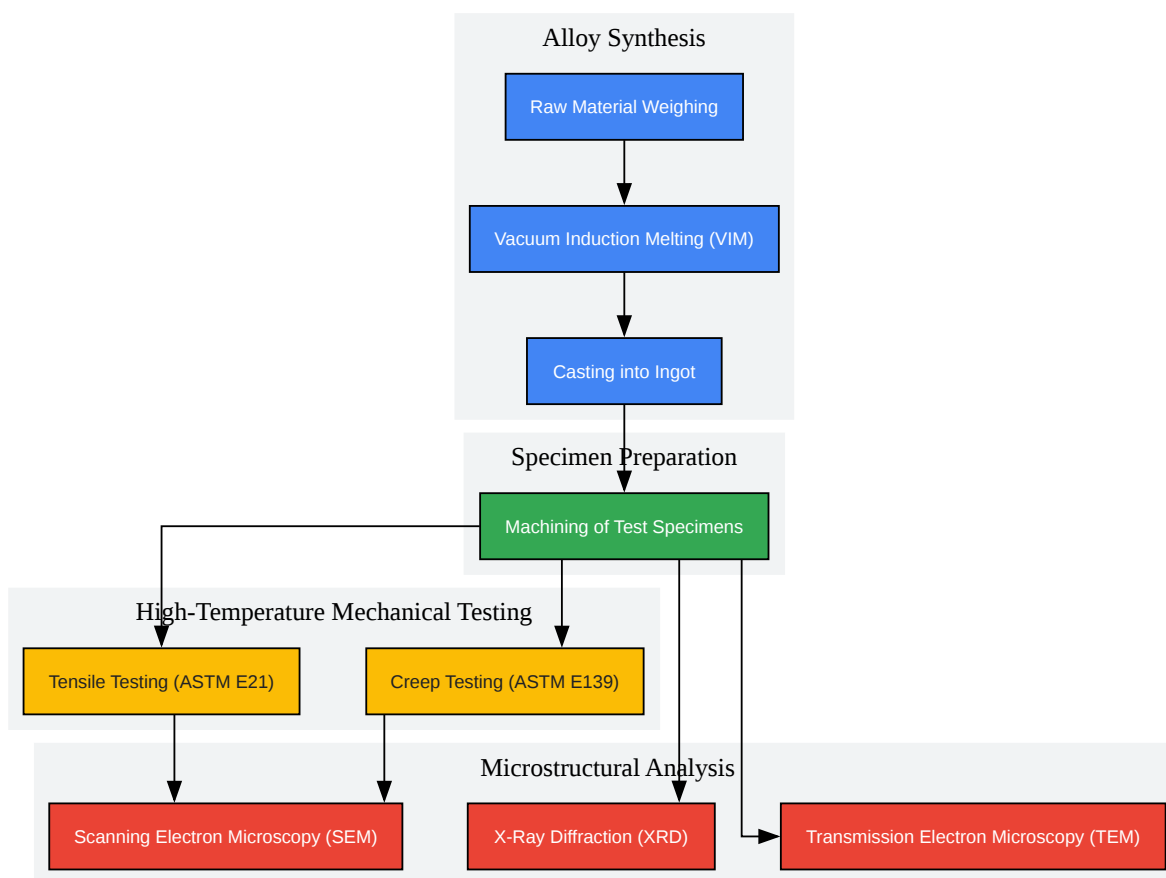 Alloy Synthesis
Raw Material Weighing
Vacuum Induction Melting (VIM)
Casting into Ingot
Specimen Preparation
Machining of Test Specimens
High-Temperature Mechanical Testing
Tensile Testing (ASTM E21)
Creep Testing (ASTM E139)
Microstructural Analysis
Scanning Electron Microscopy (SEM)
X-Ray Diffraction (XRD)
Transmission Electron Microscopy (TEM)